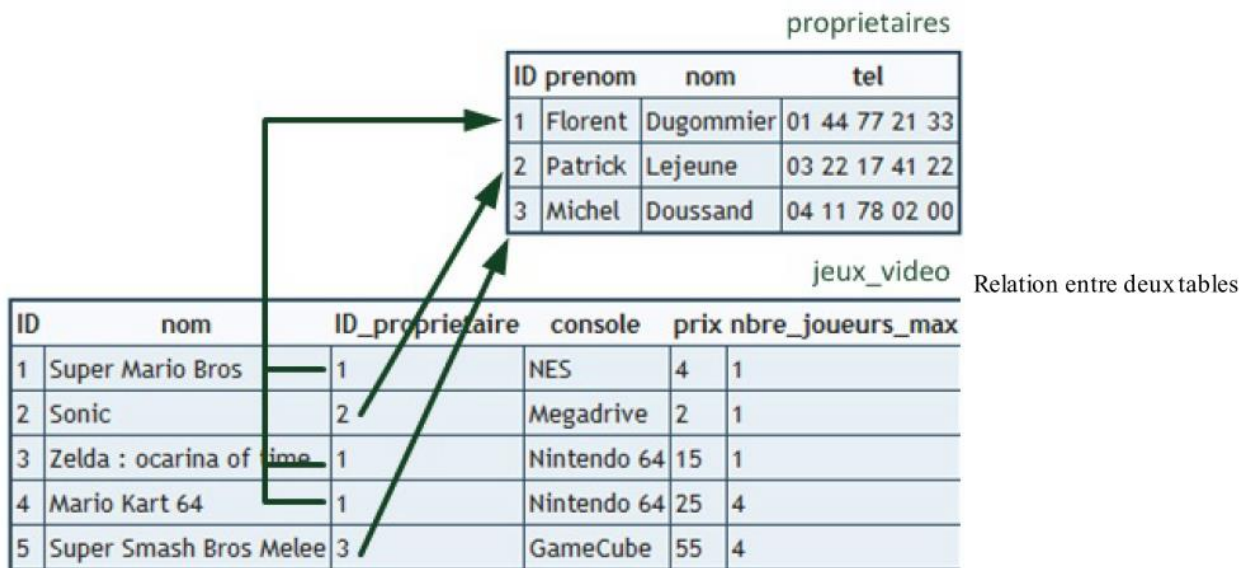 proprietaires
ID prenom nom tel
1 Florent Dugommier 01 44 77 21 33
2 Patrick Lejeune 03 22 17 41 22
3 Michel Doussand 04 11 78 02 00
jeux_video
Relation entre deux tables
ID nom ID_proprietaire console prix nbre_joueurs_max
1 Super Mario Bros 1 NES 4 1
2 Sonic 2 Megadrive 2 1
3 Zelda : ocarina of time 1 Nintendo 64 15 1
4 Mario Kart 64 1 Nintendo 64 25 4
5 Super Smash Bros Melee 3 GameCube 55 4